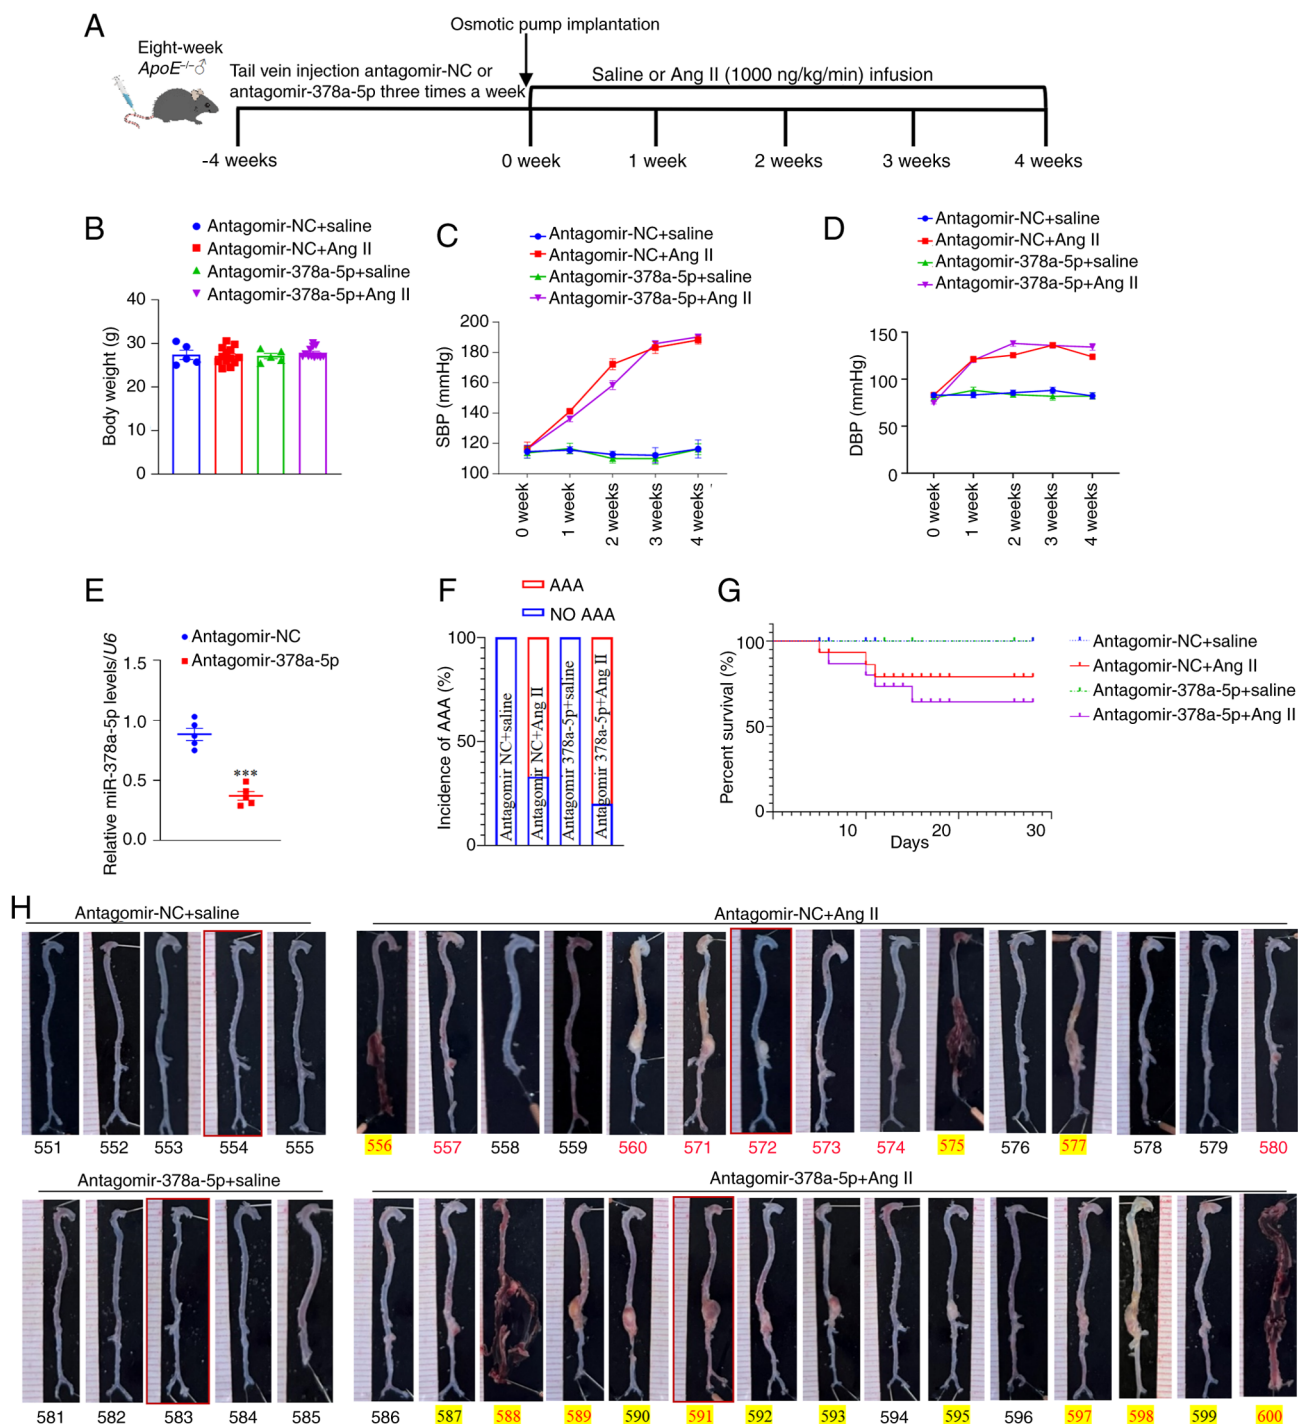 A
Osmotic pump implantation
Eight-week
ApoE–/–♂
Tail vein injection antagomir-NC or
antagomir-378a-5p three times a week
Saline or Ang II (1000 ng/kg/min) infusion
-4 weeks 0 week 1 week 2 weeks 3 weeks 4 weeks
B
Antagomir-NC+saline
Antagomir-NC+Ang II
Antagomir-378a-5p+saline
Antagomir-378a-5p+Ang II
Body weight (g)
40
30
20
10
0
C
Antagomir-NC+saline
Antagomir-NC+Ang II
Antagomir-378a-5p+saline
Antagomir-378a-5p+Ang II
SBP (mmHg)
200
180
160
140
120
100
0 week
1 week
2 weeks
3 weeks
4 weeks
D
Antagomir-NC+saline
Antagomir-NC+Ang II
Antagomir-378a-5p+saline
Antagomir-378a-5p+Ang II
DBP (mmHg)
150
100
50
0
0 week
1 week
2 weeks
3 weeks
4 weeks
E
Antagomir-NC
Antagomir-378a-5p
Relative miR-378a-5p levels/U6
1.5
1.0
0.5
0.0
***
F
AAA
NO AAA
Incidence of AAA (%)
100
50
0
Antagomir NC+saline
Antagomir NC+Ang II
Antagomir 378a-5p+saline
Antagomir 378a-5p+Ang II
G
Percent survival (%)
100
50
0
10 20 30
Days
Antagomir-NC+saline
Antagomir-NC+Ang II
Antagomir-378a-5p+saline
Antagomir-378a-5p+Ang II
H
Antagomir-NC+saline Antagomir-NC+Ang II
551 552 553 554 555 556 557 558 559 560 571 572 573 574 575 576 577 578 579 580
Antagomir-378a-5p+saline Antagomir-378a-5p+Ang II
581 582 583 584 585 586 587 588 589 590 591 592 593 594 595 596 597 598 599 600